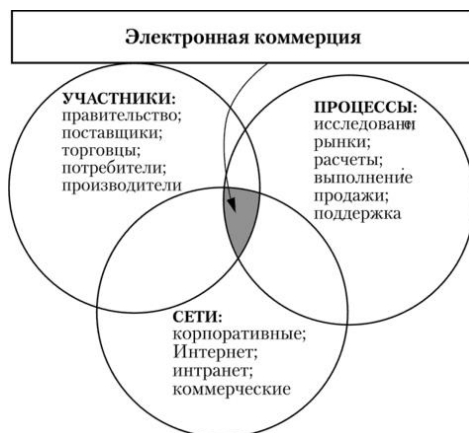 Электронная коммерция
УЧАСТНИКИ:
правительство;
поставщики;
торговцы;
потребители;
производители
ПРОЦЕССЫ:
исследовани е
рынки;
расчеты;
выполнение
продажи;
поддержка
СЕТИ:
корпоративные;
Интернет;
интранет;
коммерческие